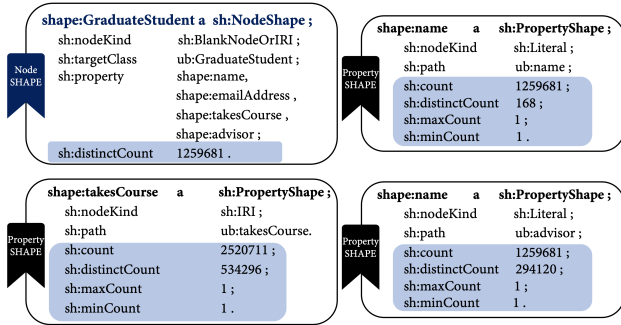 shape:GraduateStudent a sh:NodeShape ;
sh:nodeKind sh:BlankNodeOrIRI ;
sh:targetClass ub:GraduateStudent ;
sh:property shape:name,
shape:emailAddress ,
shape:takesCourse ,
shape:advisor ;
sh:distinctCount 1259681 .
Node
SHAPE
shape:name a sh:PropertyShape ;
sh:nodeKind sh:Literal ;
sh:path ub:name ;
sh:count 1259681 ;
sh:distinctCount 168 ;
sh:maxCount 1 ;
sh:minCount 1 .
Property
SHAPE
shape:takesCourse a sh:PropertyShape ;
sh:nodeKind sh:IRI ;
sh:path ub:takesCourse.
sh:count 2520711 ;
sh:distinctCount 534296 ;
sh:maxCount 1 ;
sh:minCount 1 .
Property
SHAPE
shape:name a sh:PropertyShape ;
sh:nodeKind sh:Literal ;
sh:path ub:advisor ;
sh:count 1259681 ;
sh:distinctCount 294120 ;
sh:maxCount 1 ;
sh:minCount 1 .
Property
SHAPE